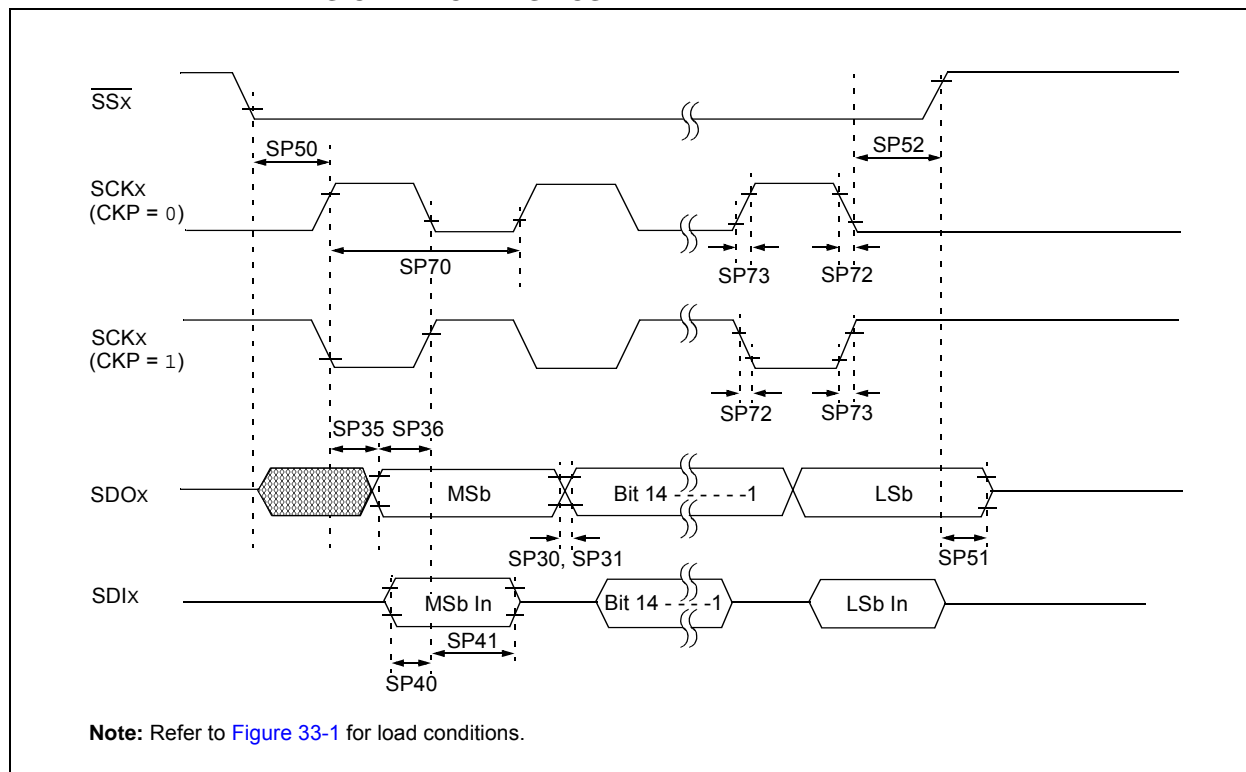 SSx
SP50
SP52
SCKx
(CKP = 0)
SP70
SP73
SP72
SCKx
(CKP = 1)
SP72
SP73
SP35
SP36
SDOx
MSb
Bit 14 - - - - - -1
LSb
SP30, SP31
SP51
SDIx
MSb In
Bit 14 - - - -1
LSb In
SP41
SP40
Note: Refer to Figure 33-1 for load conditions.